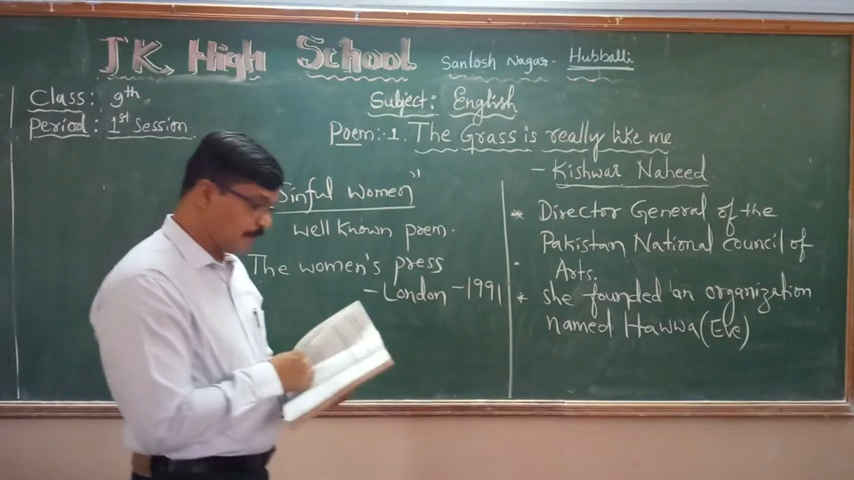 JK High School Santosh Nagar- Hubballi
Class: 9th
Subject: English
Period: 1st Session
Poem:-1. The Grass is really like me
- Kishwar Naheed
Sinful women"
well known poem.
The women's press
- London - 1991
* Director General of the
Pakistan National Council of
Arts.
* she founded an organization
named Hawwa (Eve)